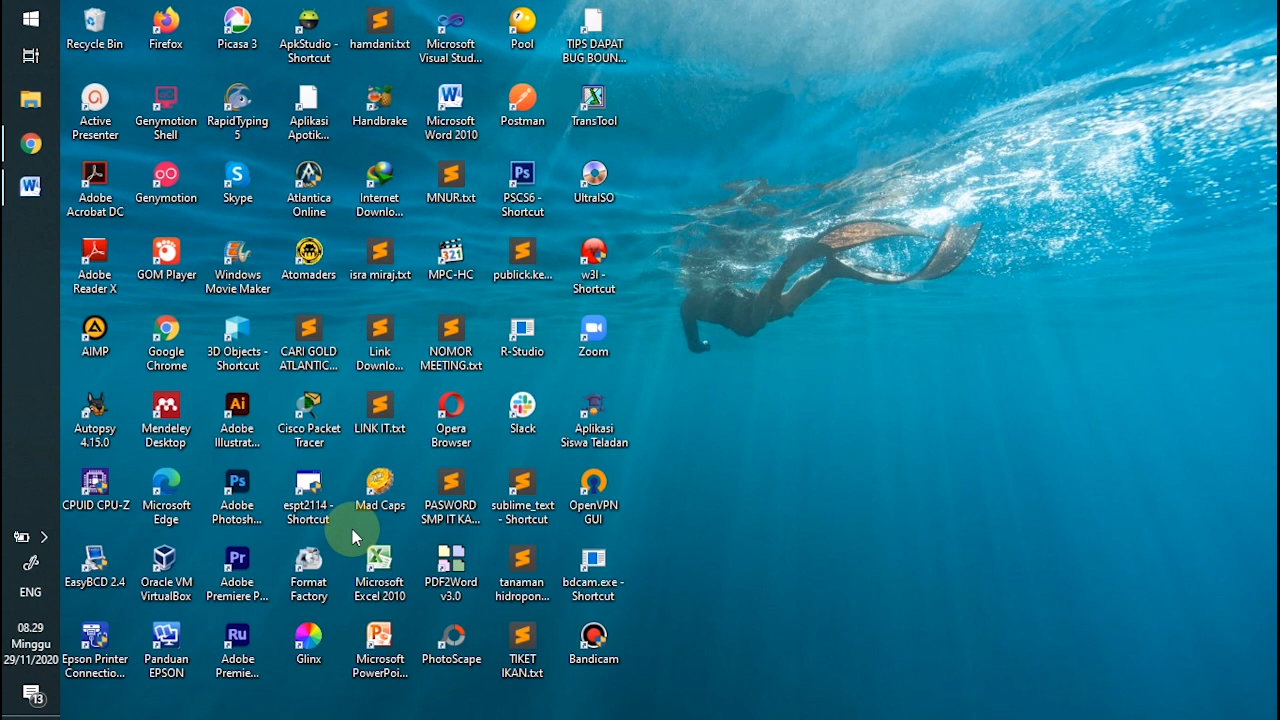 Recycle Bin
Firefox
Picasa 3
ApkStudio -
Shortcut
hamdani.txt
Microsoft
Visual Stud...
Pool
TIPS DAPAT
BUG BOUN...
Active
Presenter
Genymotion
Shell
RapidTyping
5
Aplikasi
Apotik...
Handbrake
Microsoft
Word 2010
Postman
TransTool
Adobe
Acrobat DC
Genymotion
Skype
Atlantica
Online
Internet
Downlo...
MNUR.txt
PSCS6 -
Shortcut
UltraISO
Adobe
Reader X
GOM Player
Windows
Movie Maker
Atomaders
isra miraj.txt
MPC-HC
publick.ke...
w3l -
Shortcut
AIMP
Google
Chrome
3D Objects -
Shortcut
CARI GOLD
ATLANTIC...
Link
Downlo...
NOMOR
MEETING.txt
R-Studio
Zoom
Autopsy
4.15.0
Mendeley
Desktop
Adobe
Illustrat...
Cisco Packet
Tracer
LINK IT.txt
Opera
Browser
Slack
Aplikasi
Siswa Teladan
CPUID CPU-Z
Microsoft
Edge
Adobe
Photosh...
espt2114 -
Shortcut
Mad Caps
PASWORD
SMP IT KA...
sublime_text
- Shortcut
OpenVPN
GUI
EasyBCD 2.4
Oracle VM
VirtualBox
Adobe
Premiere P...
Format
Factory
Microsoft
Excel 2010
PDF2Word
v3.0
tanaman
hidropon...
bdcam.exe -
Shortcut
Epson Printer
Connectio...
Panduan
EPSON
Adobe
Premie...
Glinx
Microsoft
PowerPoi...
PhotoScape
TIKET
IKAN.txt
Bandicam
ENG
08.29
Minggu
29/11/2020
13